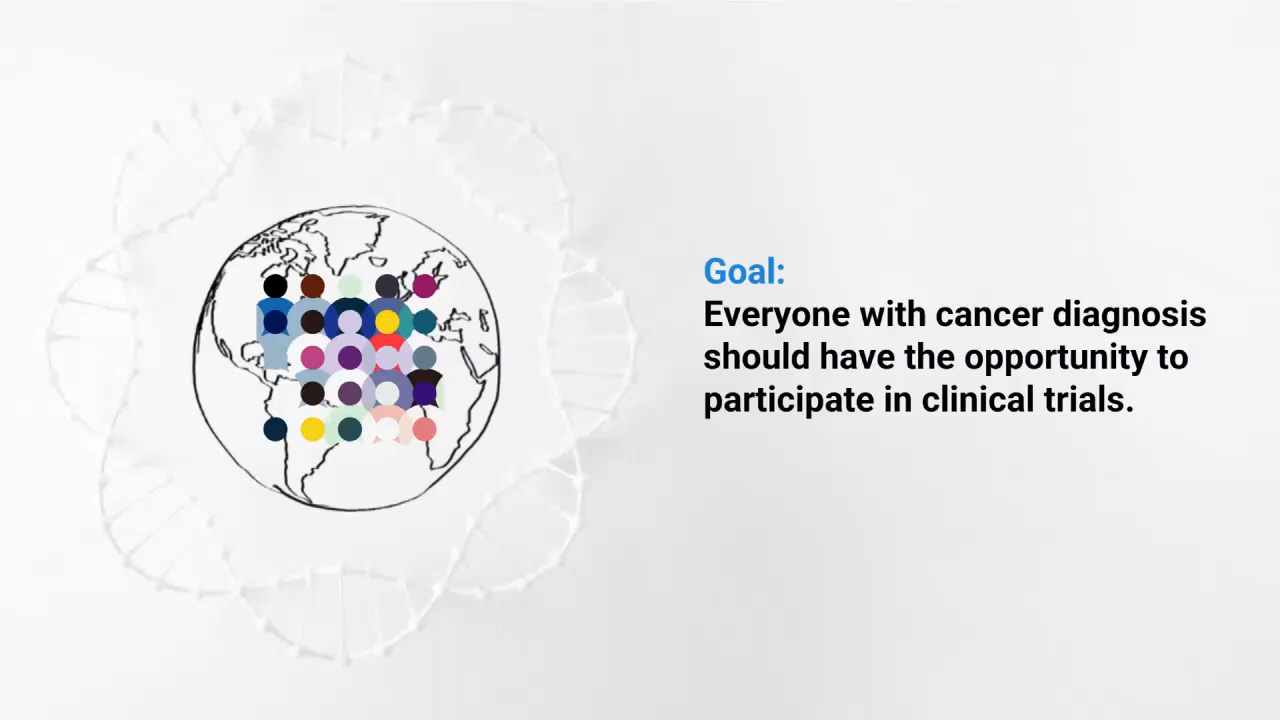 Goal:
Everyone with cancer diagnosis
should have the opportunity to
participate in clinical trials.